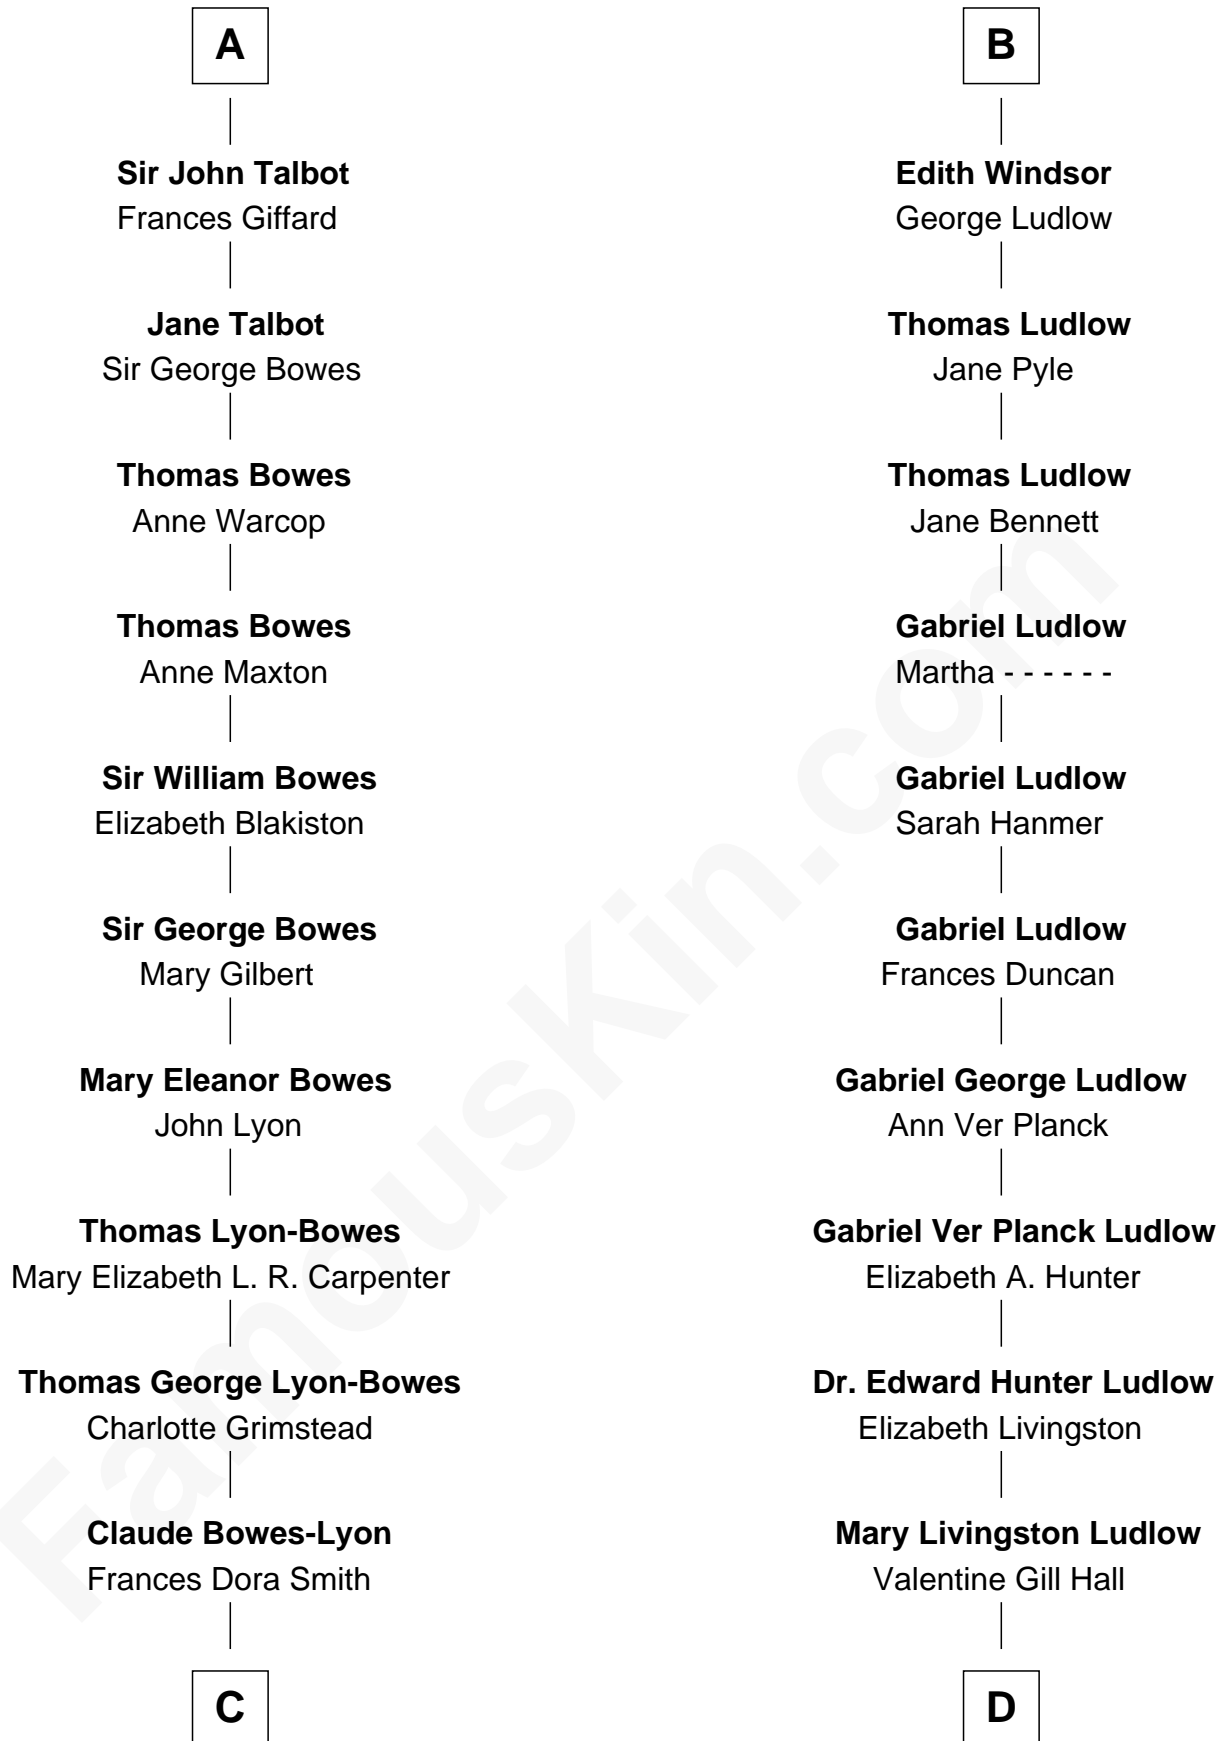 A
Sir John Talbot
Frances Giffard
Jane Talbot
Sir George Bowes
Thomas Bowes
Anne Warcop
Thomas Bowes
Anne Maxton
Sir William Bowes
Elizabeth Blakiston
Sir George Bowes
Mary Gilbert
Mary Eleanor Bowes
John Lyon
Thomas Lyon-Bowes
Mary Elizabeth L. R. Carpenter
Thomas George Lyon-Bowes
Charlotte Grimstead
Claude Bowes-Lyon
Frances Dora Smith
C
B
Edith Windsor
George Ludlow
Thomas Ludlow
Jane Pyle
Thomas Ludlow
Jane Bennett
Gabriel Ludlow
Martha - - - - - -
Gabriel Ludlow
Sarah Hanmer
Gabriel Ludlow
Frances Duncan
Gabriel George Ludlow
Ann Ver Planck
Gabriel Ver Planck Ludlow
Elizabeth A. Hunter
Dr. Edward Hunter Ludlow
Elizabeth Livingston
Mary Livingston Ludlow
Valentine Gill Hall
D
FamousKin.com